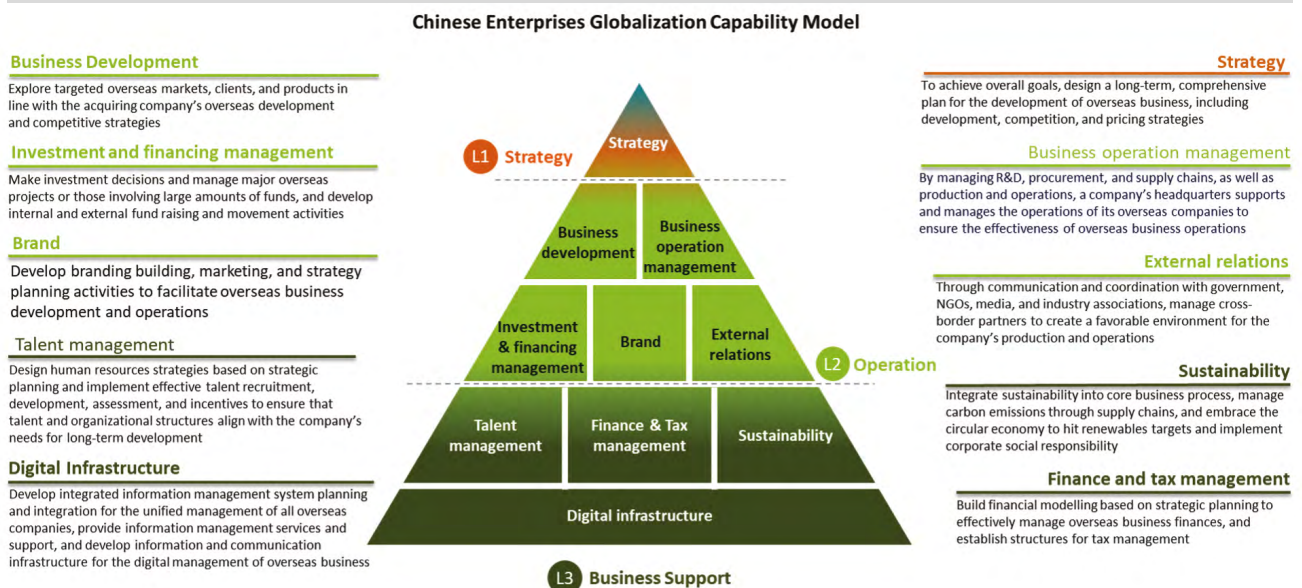 Chinese Enterprises Globalization Capability Model
Business Development
Explore targeted overseas markets, clients, and products in
line with the acquiring company's overseas development
and competitive strategies
Investment and financing management
Make investment decisions and manage major overseas
projects or those involving large amounts of funds, and develop
internal and external fund raising and movement activities
Brand
Develop branding building, marketing, and strategy
planning activities to facilitate overseas business
development and operations
Talent management
Design human resources strategies based on strategic
planning and implement effective talent recruitment,
development, assessment, and incentives to ensure that
talent and organizational structures align with the company's
needs for long-term development
Digital Infrastructure
Develop integrated information management system planning
and integration for the unified management of all overseas
companies, provide information management services and
support, and develop information and communication
infrastructure for the digital management of overseas business
L1 Strategy
Strategy
Business
development
Business
operation
management
Investment
& financing
management
Brand
External
relations
L2 Operation
Talent
management
Finance & Tax
management
Sustainability
Digital infrastructure
L3 Business Support
Strategy
To achieve overall goals, design a long-term, comprehensive
plan for the development of overseas business, including
development, competition, and pricing strategies
Business operation management
By managing R&D, procurement, and supply chains, as well as
production and operations, a company's headquarters supports
and manages the operations of its overseas companies to
ensure the effectiveness of overseas business operations
External relations
Through communication and coordination with government,
NGOs, media, and industry associations, manage cross-
border partners to create a favorable environment for the
company's production and operations
Sustainability
Integrate sustainability into core business process, manage
carbon emissions through supply chains, and embrace the
circular economy to hit renewables targets and implement
corporate social responsibility
Finance and tax management
Build financial modelling based on strategic planning to
effectively manage overseas business finances, and
establish structures for tax management